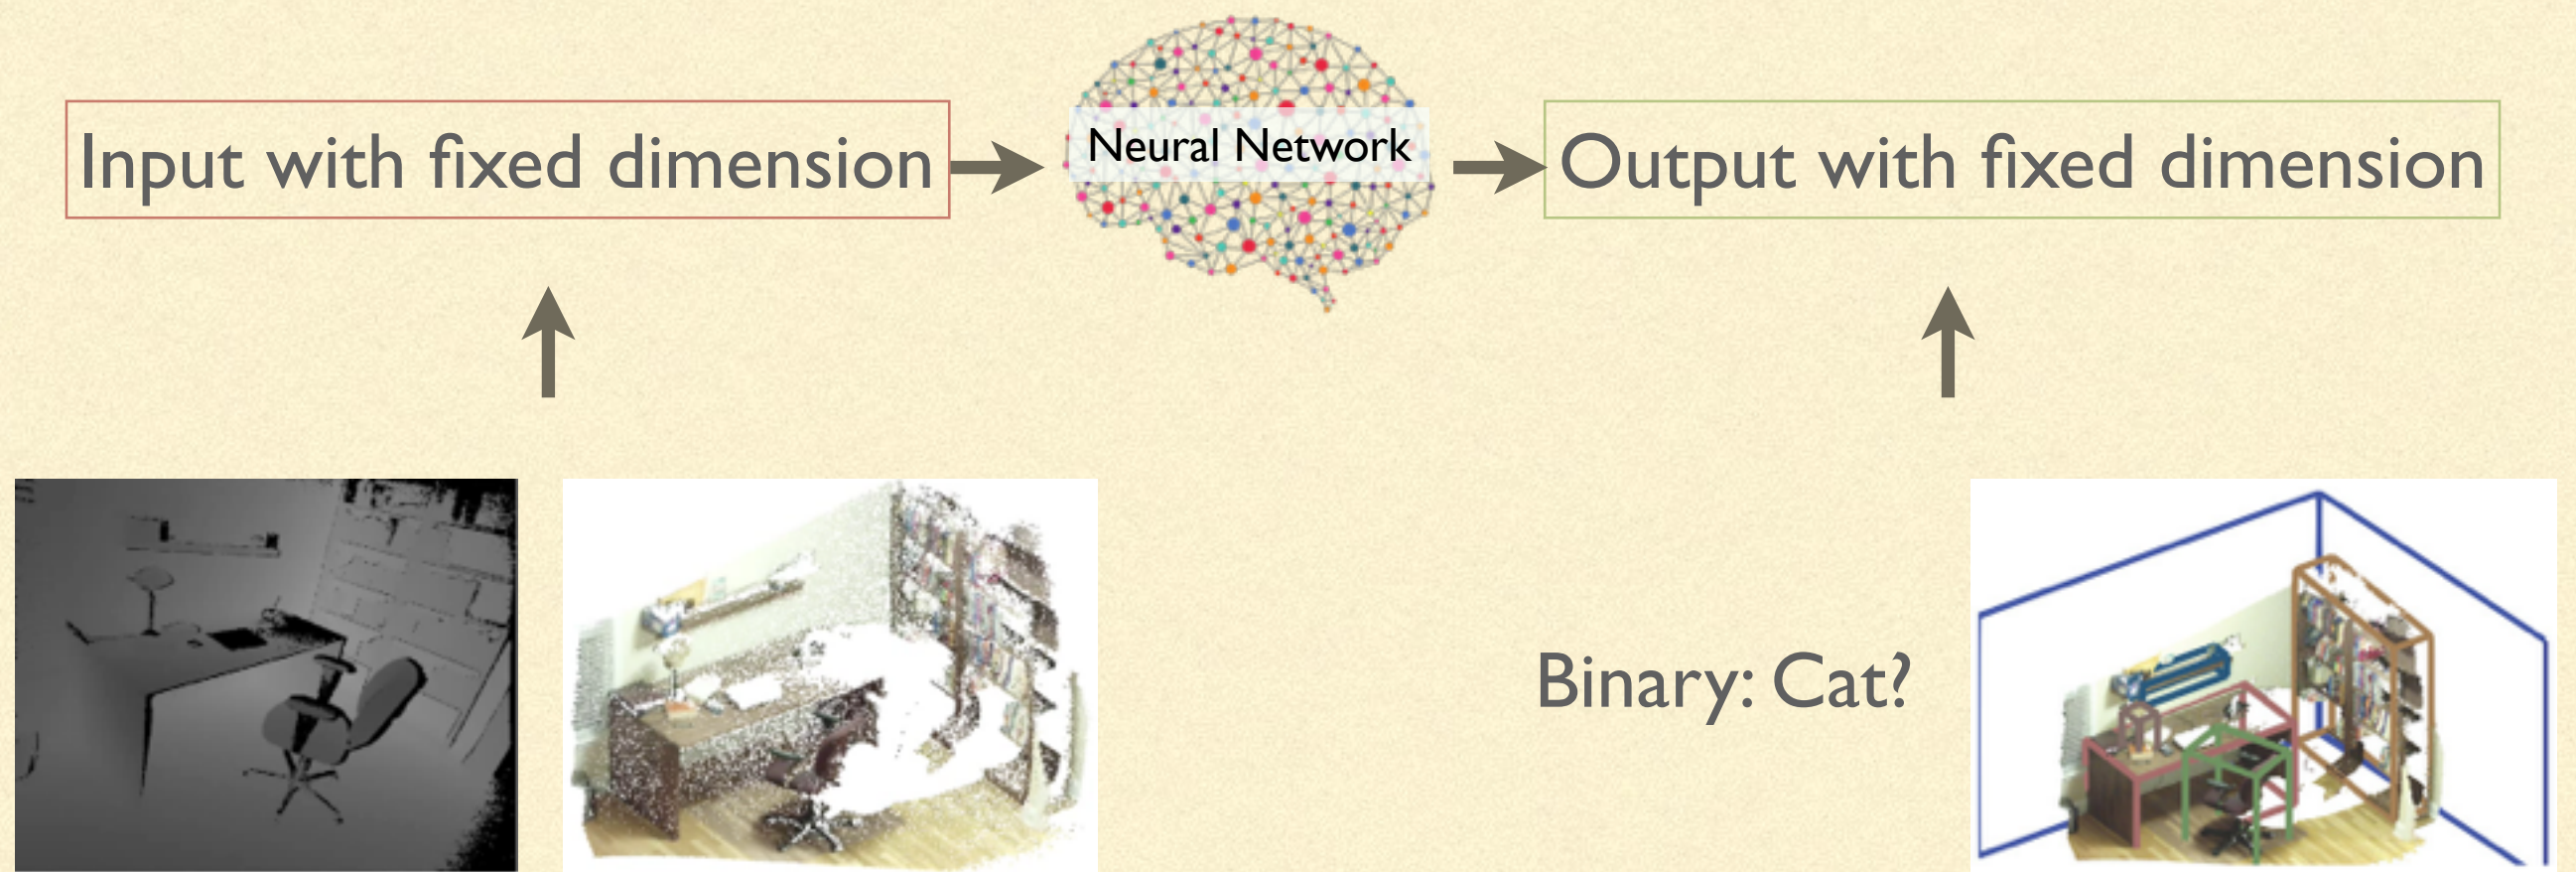 Input with fixed dimension
Neural Network
Output with fixed dimension
Binary: Cat?